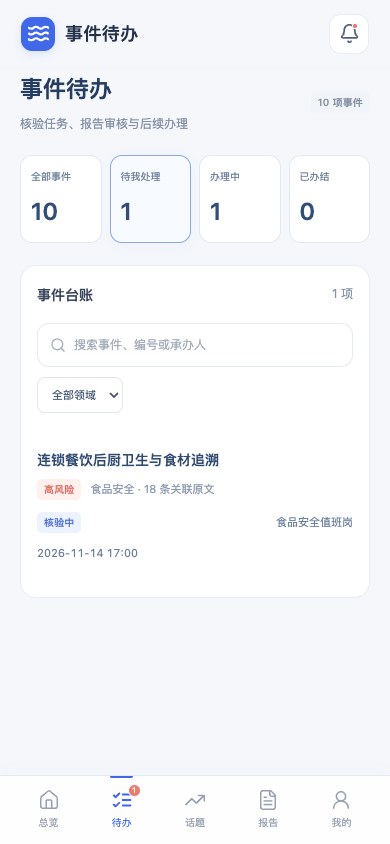 事件待办
事件待办
10 项事件
核验任务、报告审核与后续办理
全部事件
待我处理
办理中
已办结
10
1
1
0
事件台账
1 项
搜索事件、编号或承办人
全部领域
连锁餐饮后厨卫生与食材追溯
高风险
食品安全 · 18 条关联原文
核验中
食品安全值班岗
2026-11-14 17:00
1
总览
待办
话题
报告
我的